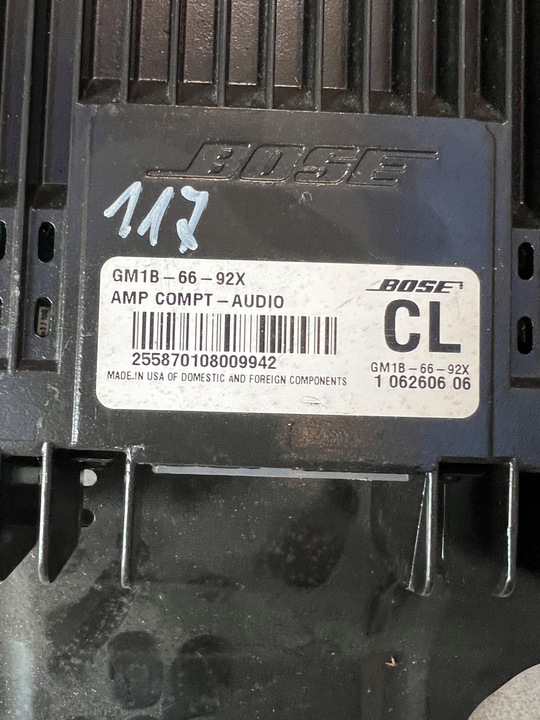 BOSE
117
GM1B-66-92X
AMP COMPT-AUDIO
BOSE
CL
255870108009942
MADE.IN USA OF DOMESTIC AND FOREIGN COMPONENTS
GM1B-66-92X
1 062606 06